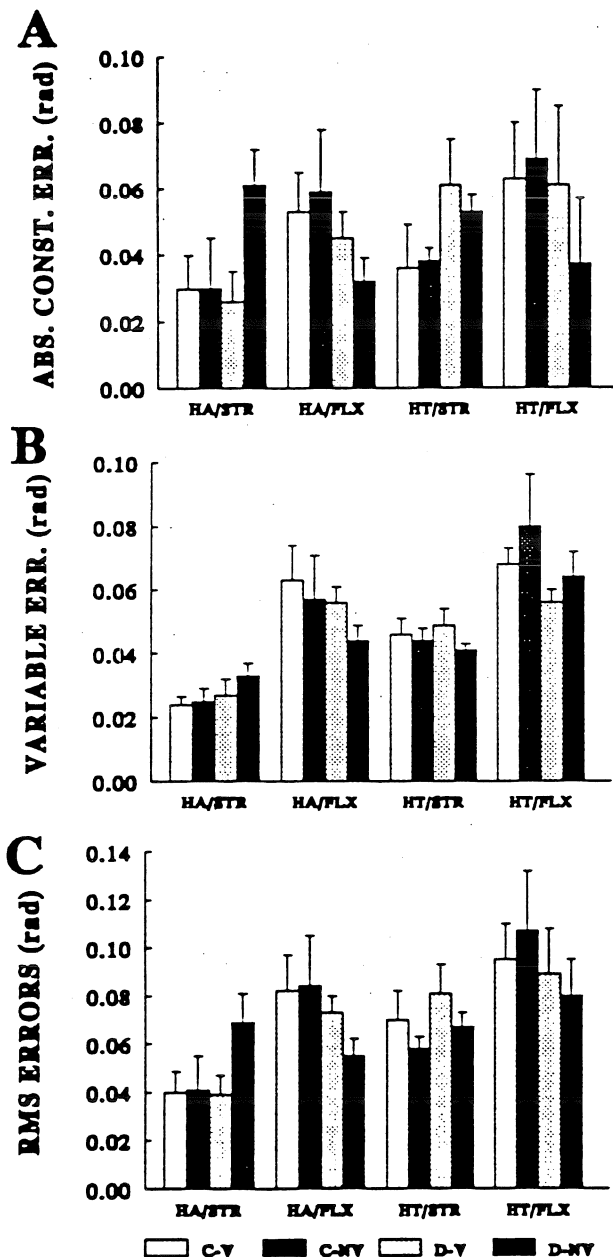 A
ABS. CONST. ERR. (rad)
0.10
0.08
0.06
0.04
0.02
0.00
HA/STR HA/FLX HT/STR HT/FLX
B
VARIABLE ERR. (rad)
0.10
0.08
0.06
0.04
0.02
0.00
HA/STR HA/FLX HT/STR HT/FLX
C
RMS ERRORS (rad)
0.14
0.12
0.10
0.08
0.06
0.04
0.02
0.00
HA/STR HA/FLX HT/STR HT/FLX
C-V C-NV D-V D-NV